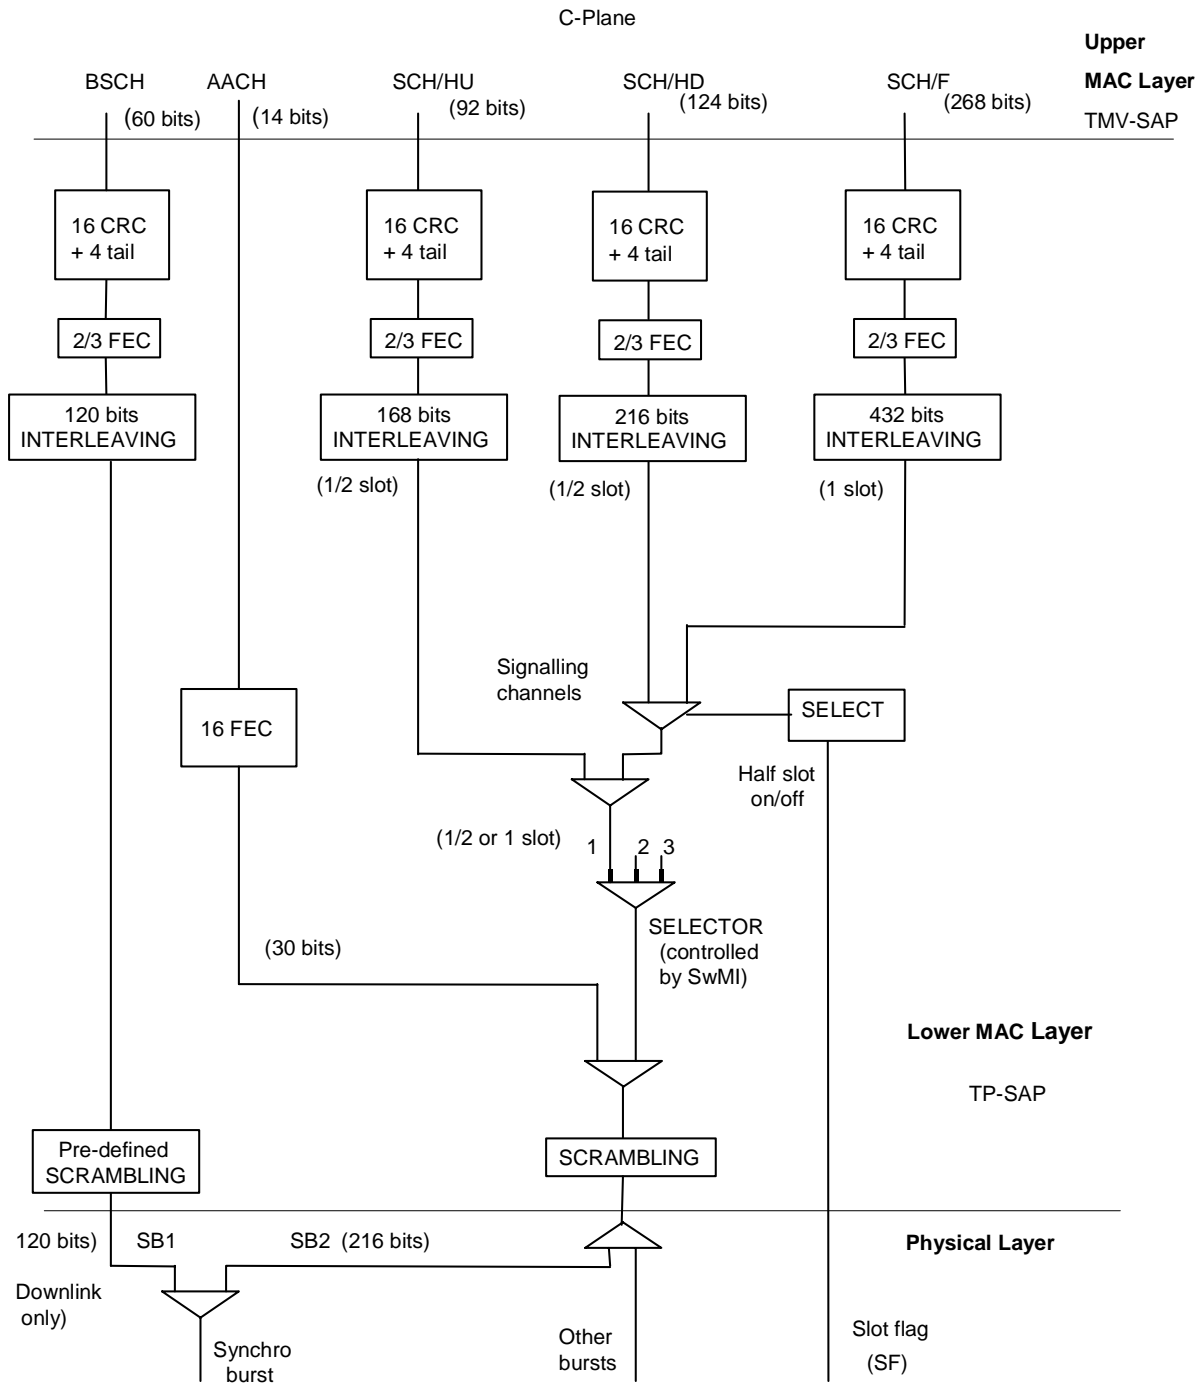 C-Plane
Upper
BSCH AACH SCH/HU SCH/HD SCH/F MAC Layer
(60 bits) (14 bits) (92 bits) (124 bits) (268 bits) TMV-SAP
16 CRC
+ 4 tail
16 CRC
+ 4 tail
16 CRC
+ 4 tail
16 CRC
+ 4 tail
2/3 FEC 2/3 FEC 2/3 FEC 2/3 FEC
120 bits
INTERLEAVING
168 bits
INTERLEAVING
216 bits
INTERLEAVING
432 bits
INTERLEAVING
(1/2 slot) (1/2 slot) (1 slot)
Signalling
channels
16 FEC
SELECT
Half slot
on/off
(1/2 or 1 slot) 1 2 3
SELECTOR
(controlled
by SwMI)
(30 bits)
Lower MAC Layer
TP-SAP
Pre-defined
SCRAMBLING
SCRAMBLING
120 bits) SB1 SB2 (216 bits) Physical Layer
Downlink
only)
Synchro
burst
Other
bursts
Slot flag
(SF)